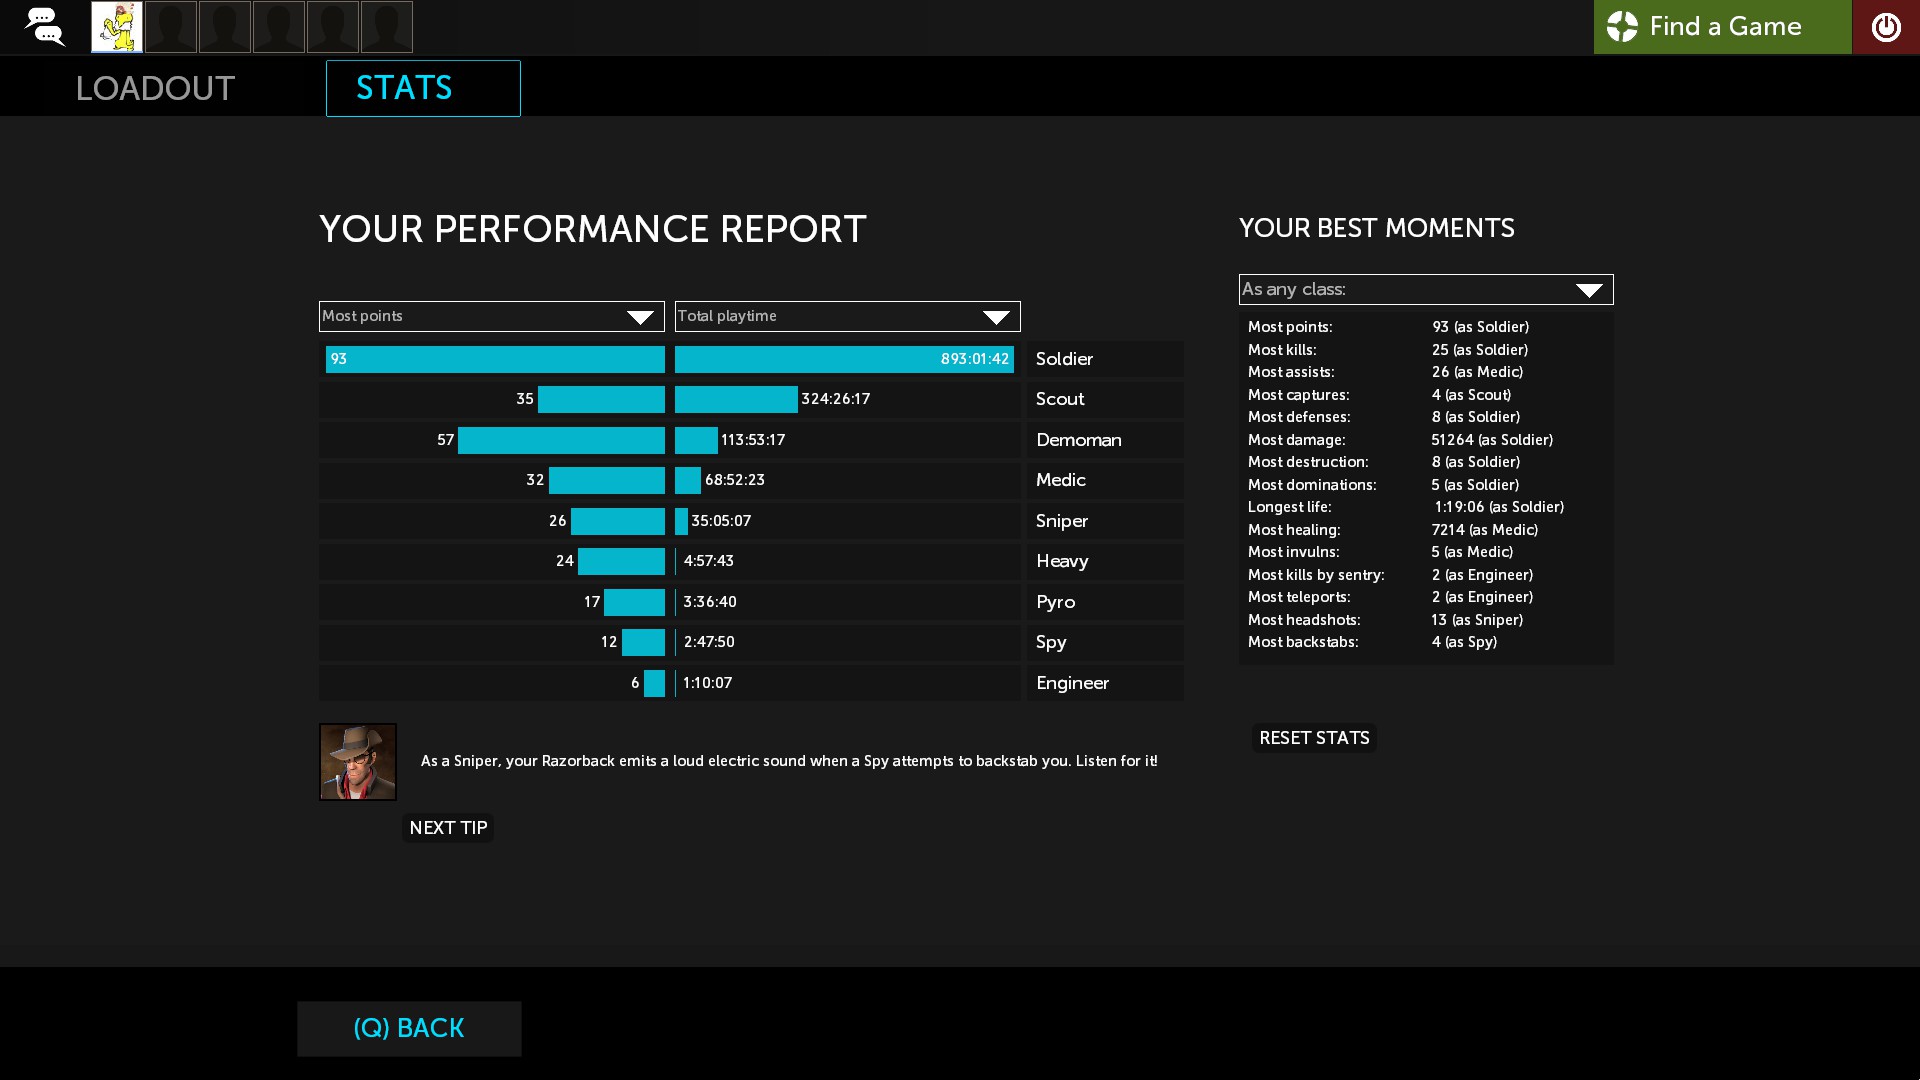 Find a Game
LOADOUT
STATS
YOUR PERFORMANCE REPORT
Most points
Total playtime
93
893:01:42
Soldier
35
324:26:17
Scout
57
113:53:17
Demoman
32
68:52:23
Medic
26
35:05:07
Sniper
24
4:57:43
Heavy
17
3:36:40
Pyro
12
2:47:50
Spy
6
1:10:07
Engineer
As a Sniper, your Razorback emits a loud electric sound when a Spy attempts to backstab you. Listen for it!
NEXT TIP
YOUR BEST MOMENTS
As any class:
Most points: 93 (as Soldier)
Most kills: 25 (as Soldier)
Most assists: 26 (as Medic)
Most captures: 4 (as Scout)
Most defenses: 8 (as Soldier)
Most damage: 51264 (as Soldier)
Most destruction: 8 (as Soldier)
Most dominations: 5 (as Soldier)
Longest life: 1:19:06 (as Soldier)
Most healing: 7214 (as Medic)
Most invulns: 5 (as Medic)
Most kills by sentry: 2 (as Engineer)
Most teleports: 2 (as Engineer)
Most headshots: 13 (as Sniper)
Most backstabs: 4 (as Spy)
RESET STATS
(Q) BACK